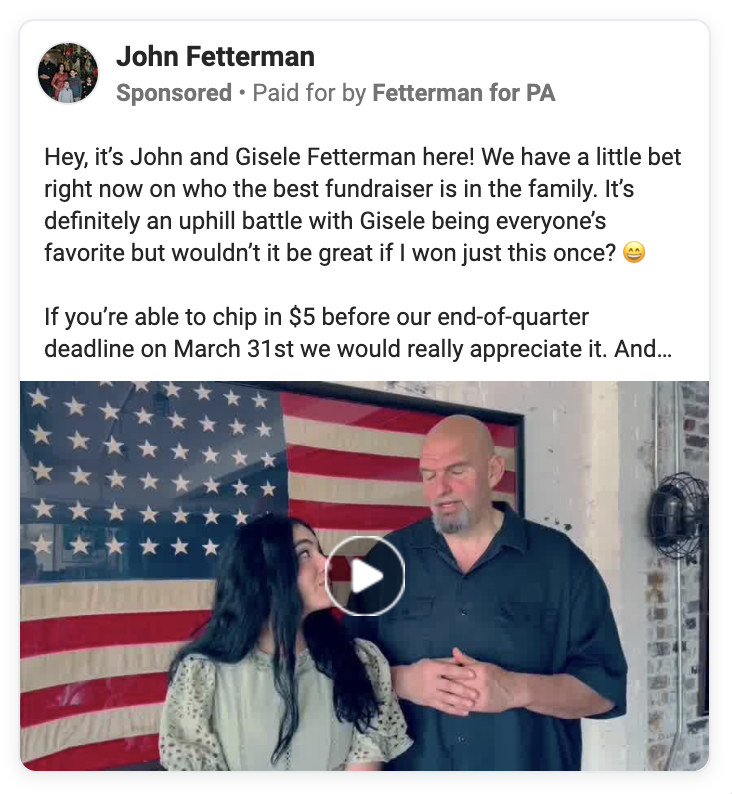 John Fetterman
Sponsored • Paid for by Fetterman for PA
Hey, it’s John and Gisele Fetterman here! We have a little bet
right now on who the best fundraiser is in the family. It’s
definitely an uphill battle with Gisele being everyone’s
favorite but wouldn’t it be great if I won just this once? 😄
If you’re able to chip in $5 before our end-of-quarter
deadline on March 31st we would really appreciate it. And...